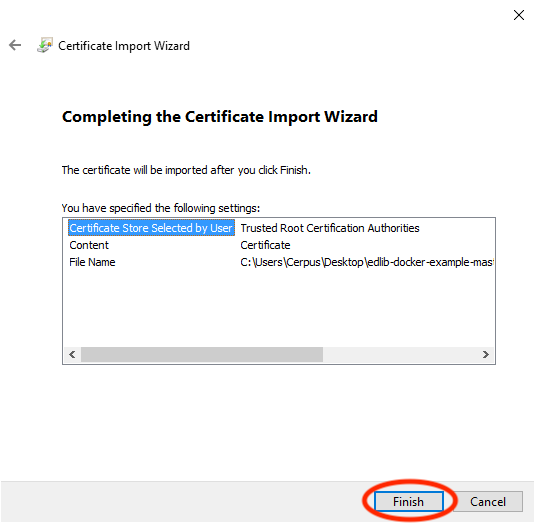 Certificate Import Wizard
Completing the Certificate Import Wizard
The certificate will be imported after you click Finish.
You have specified the following settings:
Certificate Store Selected by User Trusted Root Certification Authorities
Content Certificate
File Name C:\Users\Cerpus\Desktop\edlib-docker-example-mas
Finish Cancel